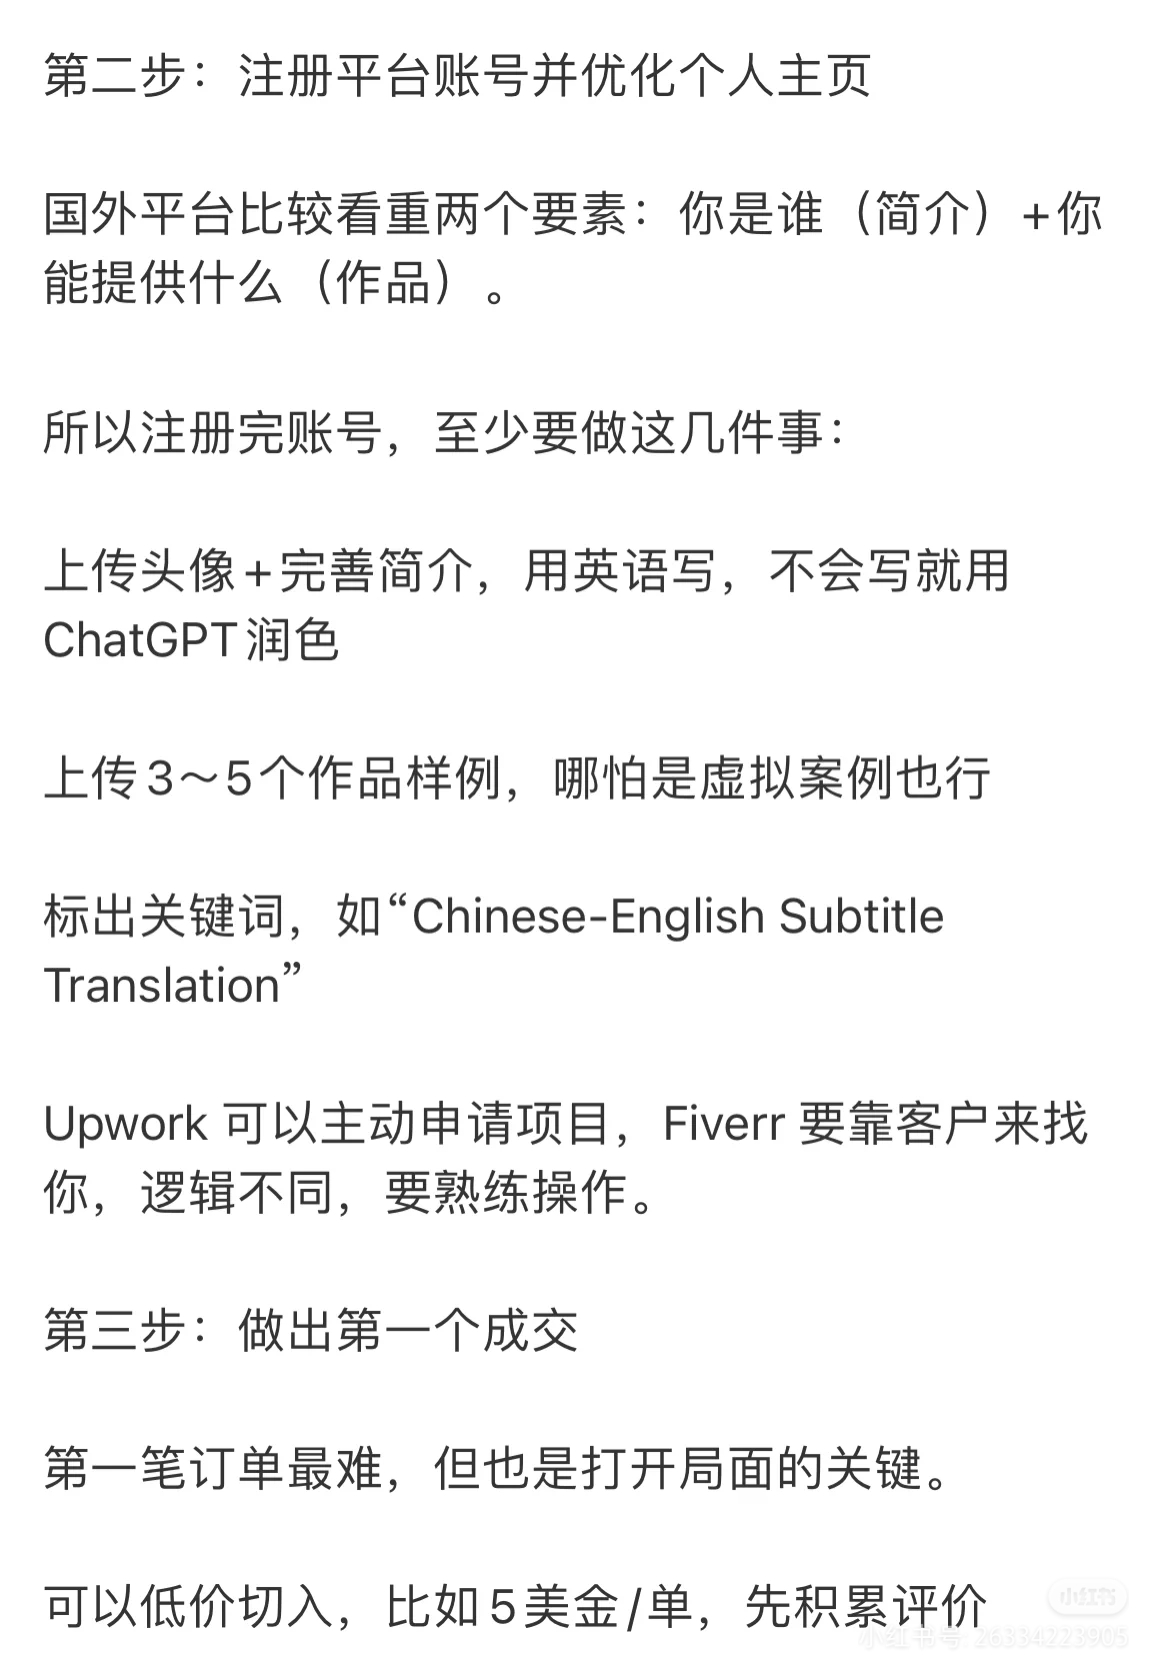 第二步：注册平台账号并优化个人主页
国外平台比较看重两个要素：你是谁（简介）+你
能提供什么（作品）。
所以注册完账号，至少要做这几件事：
上传头像+完善简介，用英语写，不会写就用
ChatGPT润色
上传3～5个作品样例，哪怕是虚拟案例也行
标出关键词，如“Chinese-English Subtitle
Translation”
Upwork 可以主动申请项目，Fiverr 要靠客户来找
你，逻辑不同，要熟练操作。
第三步：做出第一个成交
第一笔订单最难，但也是打开局面的关键。
可以低价切入，比如5美金/单，先积累评价
小红书
小红书号: 26334223905